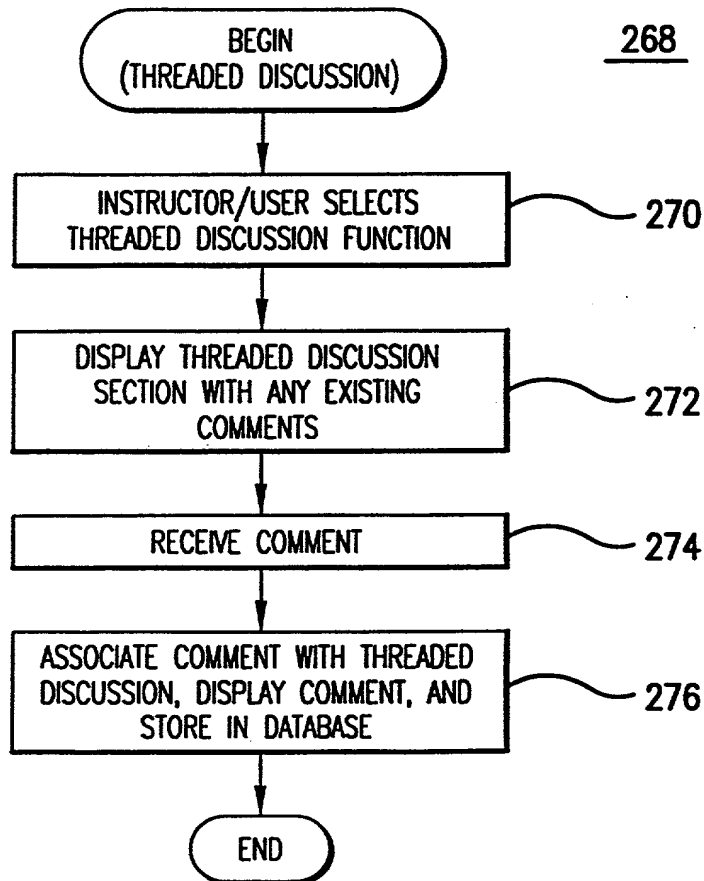 BEGIN
(THREADED DISCUSSION)
268
INSTRUCTOR/USER SELECTS
THREADED DISCUSSION FUNCTION
270
DISPLAY THREADED DISCUSSION
SECTION WITH ANY EXISTING
COMMENTS
272
RECEIVE COMMENT
274
ASSOCIATE COMMENT WITH THREADED
DISCUSSION, DISPLAY COMMENT, AND
STORE IN DATABASE
276
END